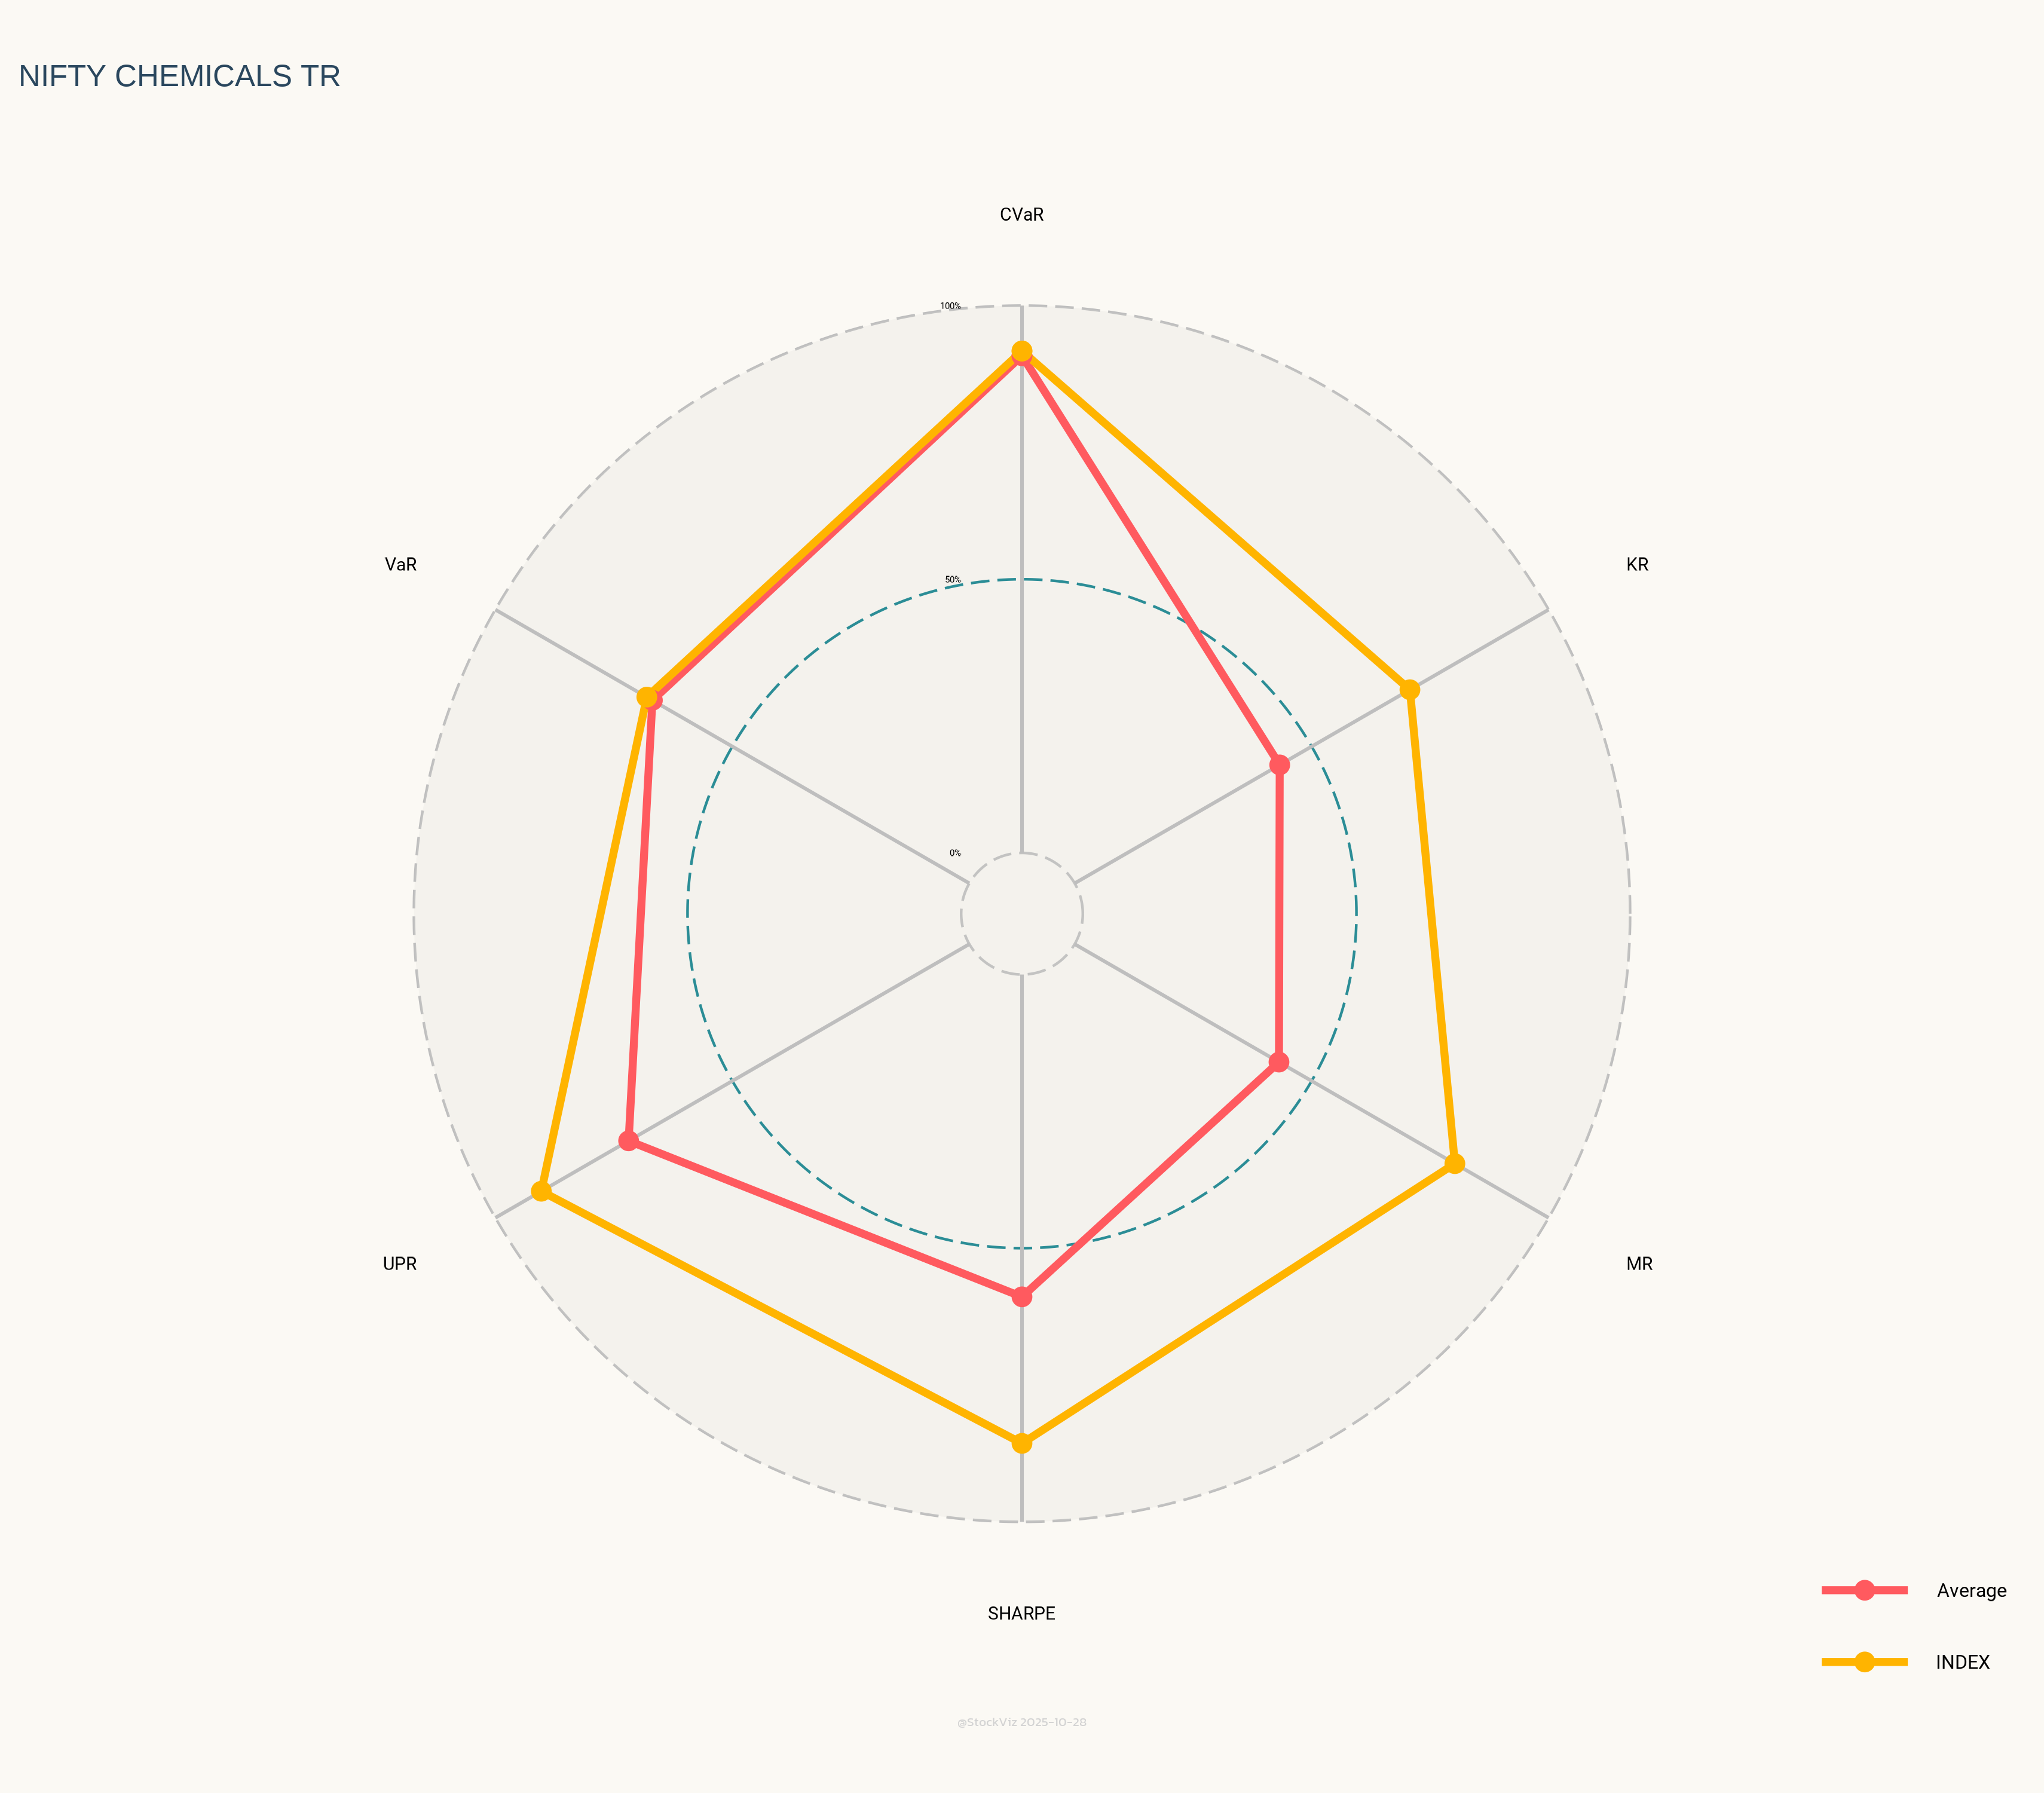 NIFTY CHEMICALS TR
CVaR
100%
VaR
KR
50%
0%
UPR
MR
SHARPE
Average
INDEX
@StockViz 2025-10-28